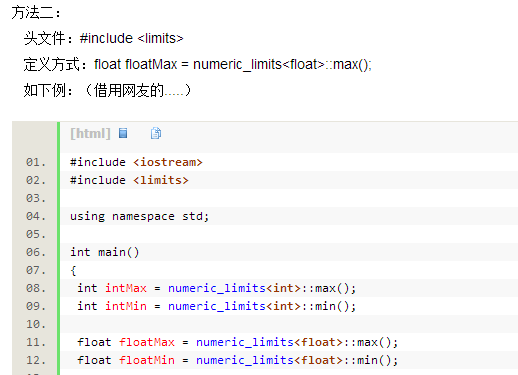 方法二：
头文件：#include <limits>
定义方式：float floatMax = numeric_limits<float>::max();
如下例：（借用网友的.....）
[html]
01. #include <iostream>
02. #include <limits>
03.
04. using namespace std;
05.
06. int main()
07. {
08. int intMax = numeric_limits<int>::max();
09. int intMin = numeric_limits<int>::min();
10.
11. float floatMax = numeric_limits<float>::max();
12. float floatMin = numeric_limits<float>::min();